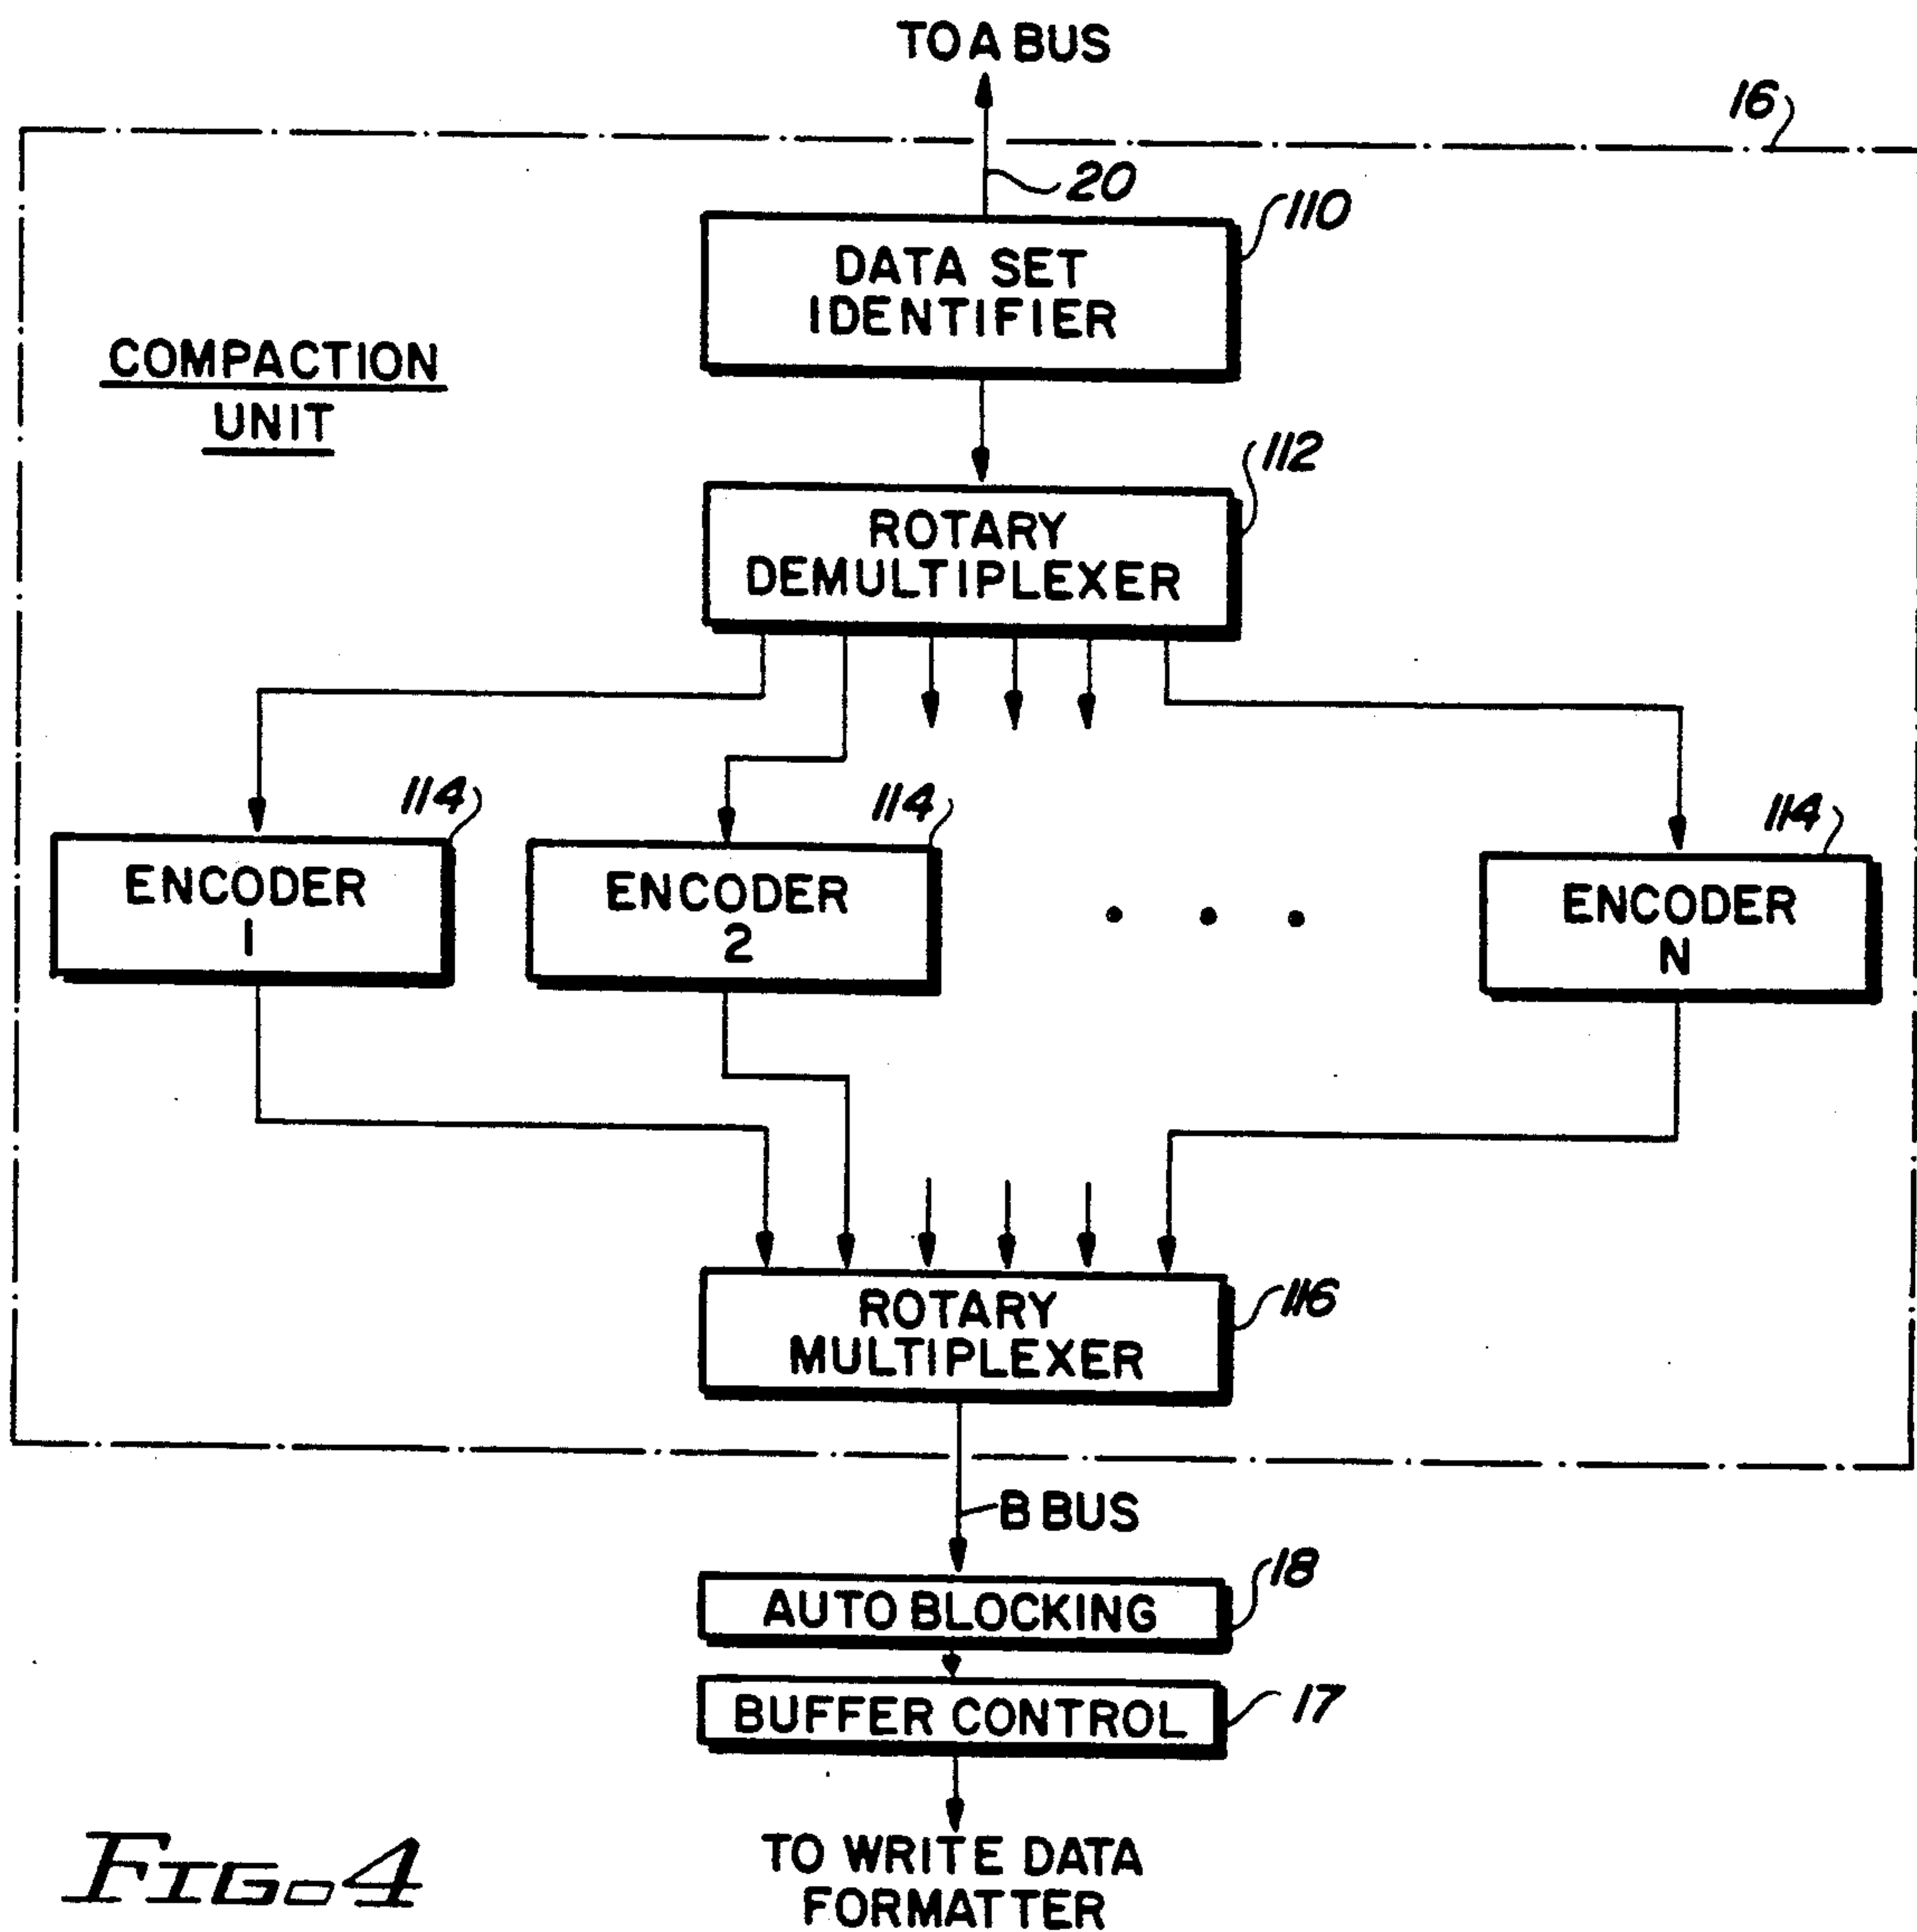 TO A BUS
16
20
110
DATA SET
IDENTIFIER
COMPACTION
UNIT
112
ROTARY
DEMULTIPLEXER
114
114
114
ENCODER
1
ENCODER
2
• • •
ENCODER
N
116
ROTARY
MULTIPLEXER
B BUS
18
AUTO BLOCKING
17
BUFFER CONTROL
TO WRITE DATA
FORMATTER
FIG. 4